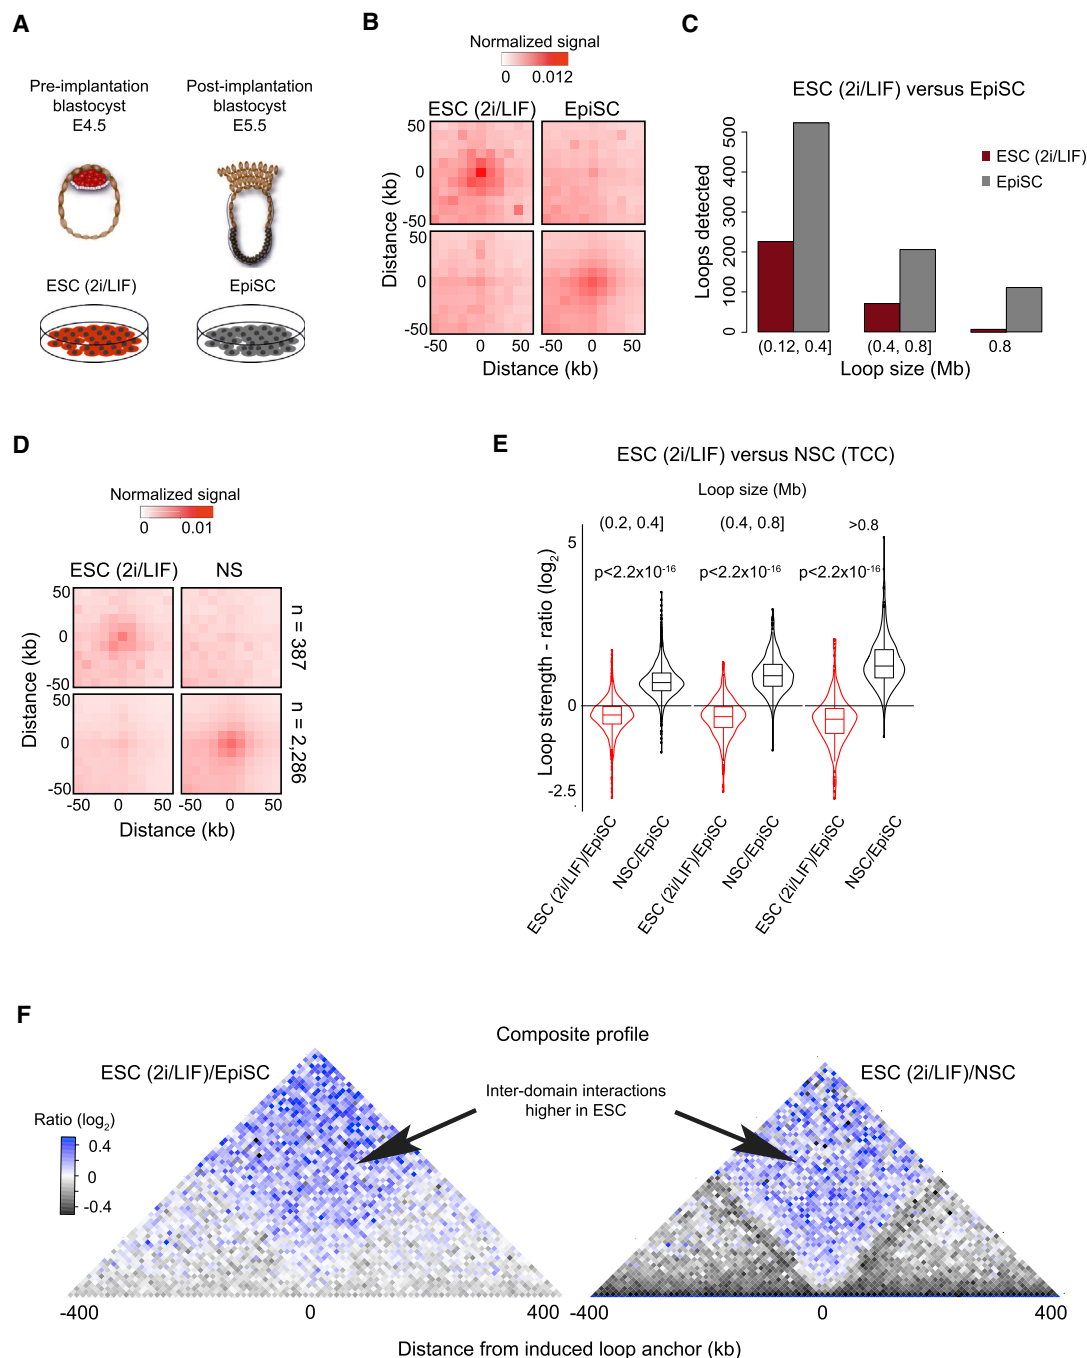 A
Pre-implantation
blastocyst
E4.5
Post-implantation
blastocyst
E5.5
ESC (2i/LIF)
EpiSC
B
Normalized signal
0 0.012
ESC (2i/LIF) EpiSC
50
0
-50
50
0
-50
Distance (kb)
-50 0 50 -50 0 50
Distance (kb)
C
ESC (2i/LIF) versus EpiSC
Loops detected
500
400
300
200
100
0
ESC (2i/LIF)
EpiSC
(0.12, 0.4] (0.4, 0.8] 0.8
Loop size (Mb)
D
Normalized signal
0 0.01
ESC (2i/LIF) NS
50
0
-50
50
0
-50
Distance (kb)
n = 387
n = 2,286
-50 0 50 -50 0 50
Distance (kb)
E
ESC (2i/LIF) versus NSC (TCC)
Loop size (Mb)
(0.2, 0.4] (0.4, 0.8] >0.8
p<2.2x10-16 p<2.2x10-16 p<2.2x10-16
Loop strength - ratio (log2)
5
0
-2.5
ESC (2i/LIF)/EpiSC
NSC/EpiSC
ESC (2i/LIF)/EpiSC
NSC/EpiSC
ESC (2i/LIF)/EpiSC
NSC/EpiSC
F
Composite profile
ESC (2i/LIF)/EpiSC
ESC (2i/LIF)/NSC
Inter-domain interactions
higher in ESC
Ratio (log2)
0.4
0
-0.4
-400 0 400
-400 0 400
Distance from induced loop anchor (kb)